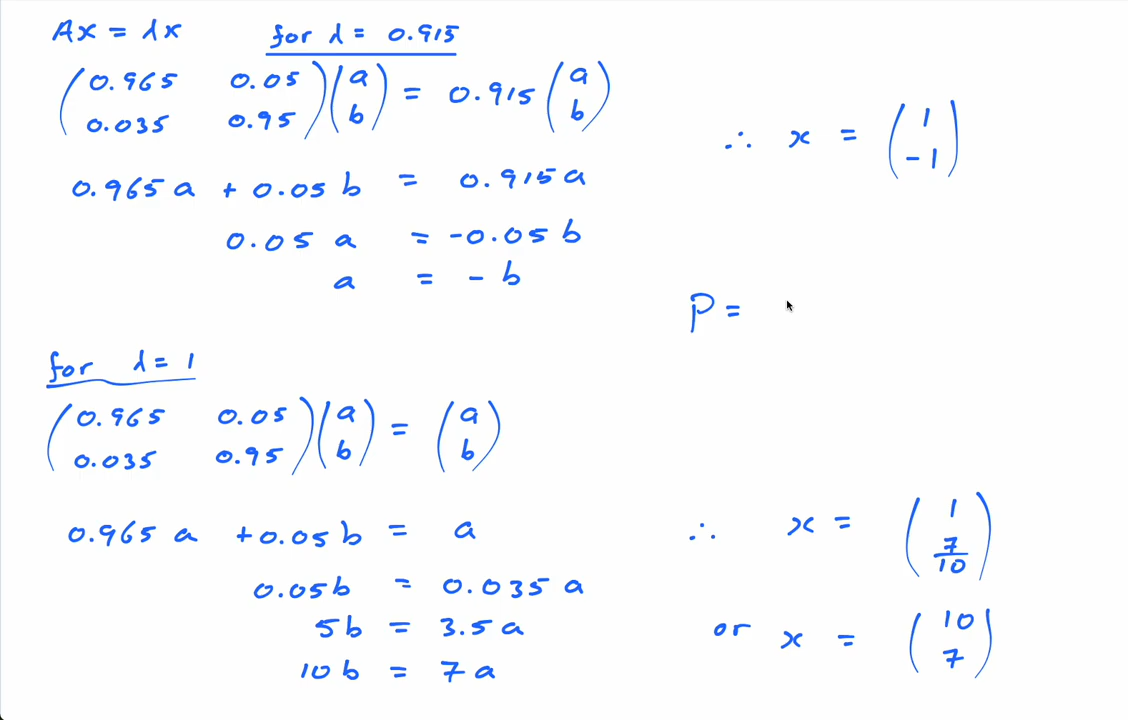 Ax = λx for λ = 0.915
(0.965 0.05) (a) = 0.915 (a)
(0.035 0.95) (b) (b)
∴ x = (1)
(-1)
0.965 a + 0.05 b = 0.915 a
0.05 a = -0.05 b
a = - b
P =
for λ = 1
(0.965 0.05) (a) = (a)
(0.035 0.95) (b) (b)
0.965 a + 0.05 b = a
∴ x = (1)
(7/10)
0.05 b = 0.035 a
5b = 3.5 a
or x = (10)
(7)
10 b = 7 a